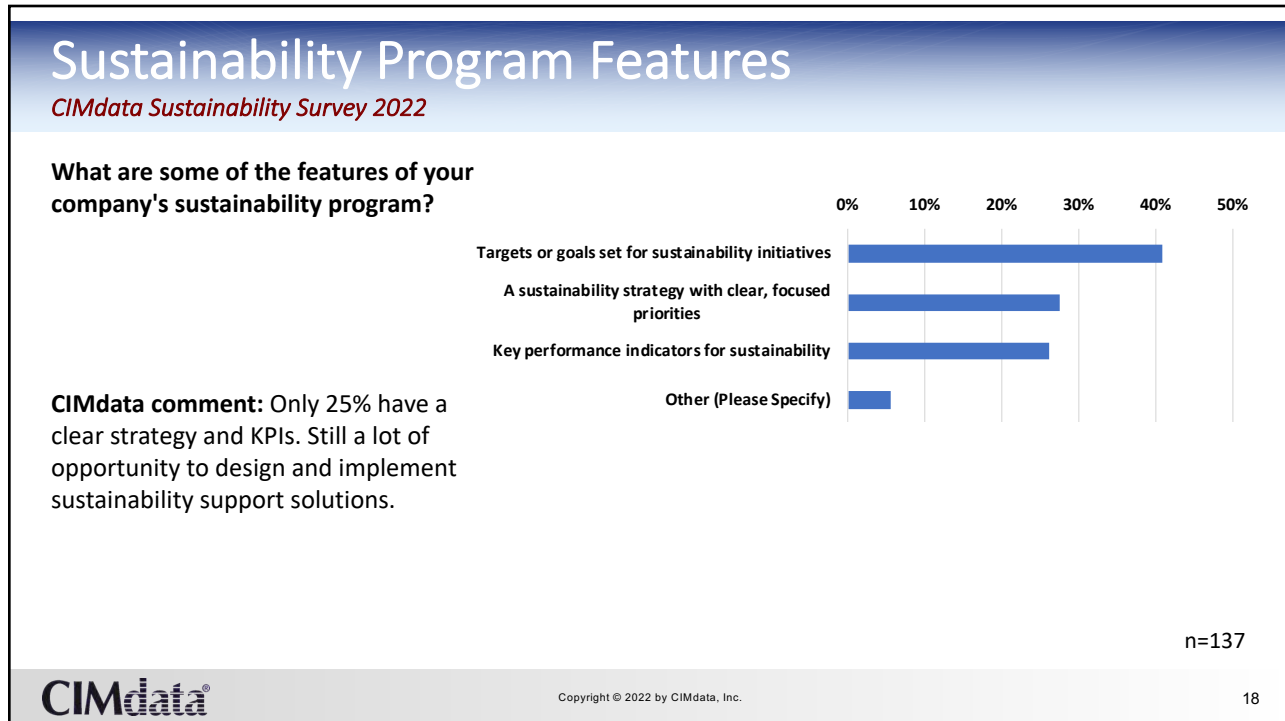 Sustainability Program Features
CIMdata Sustainability Survey 2022
What are some of the features of your
company's sustainability program?
0% 10% 20% 30% 40% 50%
Targets or goals set for sustainability initiatives
A sustainability strategy with clear, focused
priorities
Key performance indicators for sustainability
Other (Please Specify)
CIMdata comment: Only 25% have a
clear strategy and KPIs. Still a lot of
opportunity to design and implement
sustainability support solutions.
n=137
CIMdata®
Copyright © 2022 by CIMdata, Inc.
18